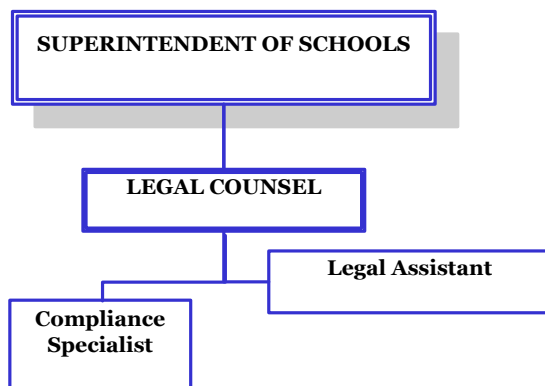 SUPERINTENDENT OF SCHOOLS
LEGAL COUNSEL
Legal Assistant
Compliance
Specialist